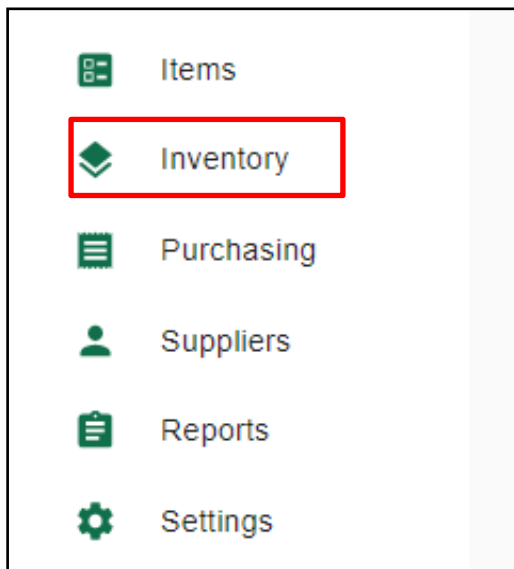 Items
Inventory
Purchasing
Suppliers
Reports
Settings